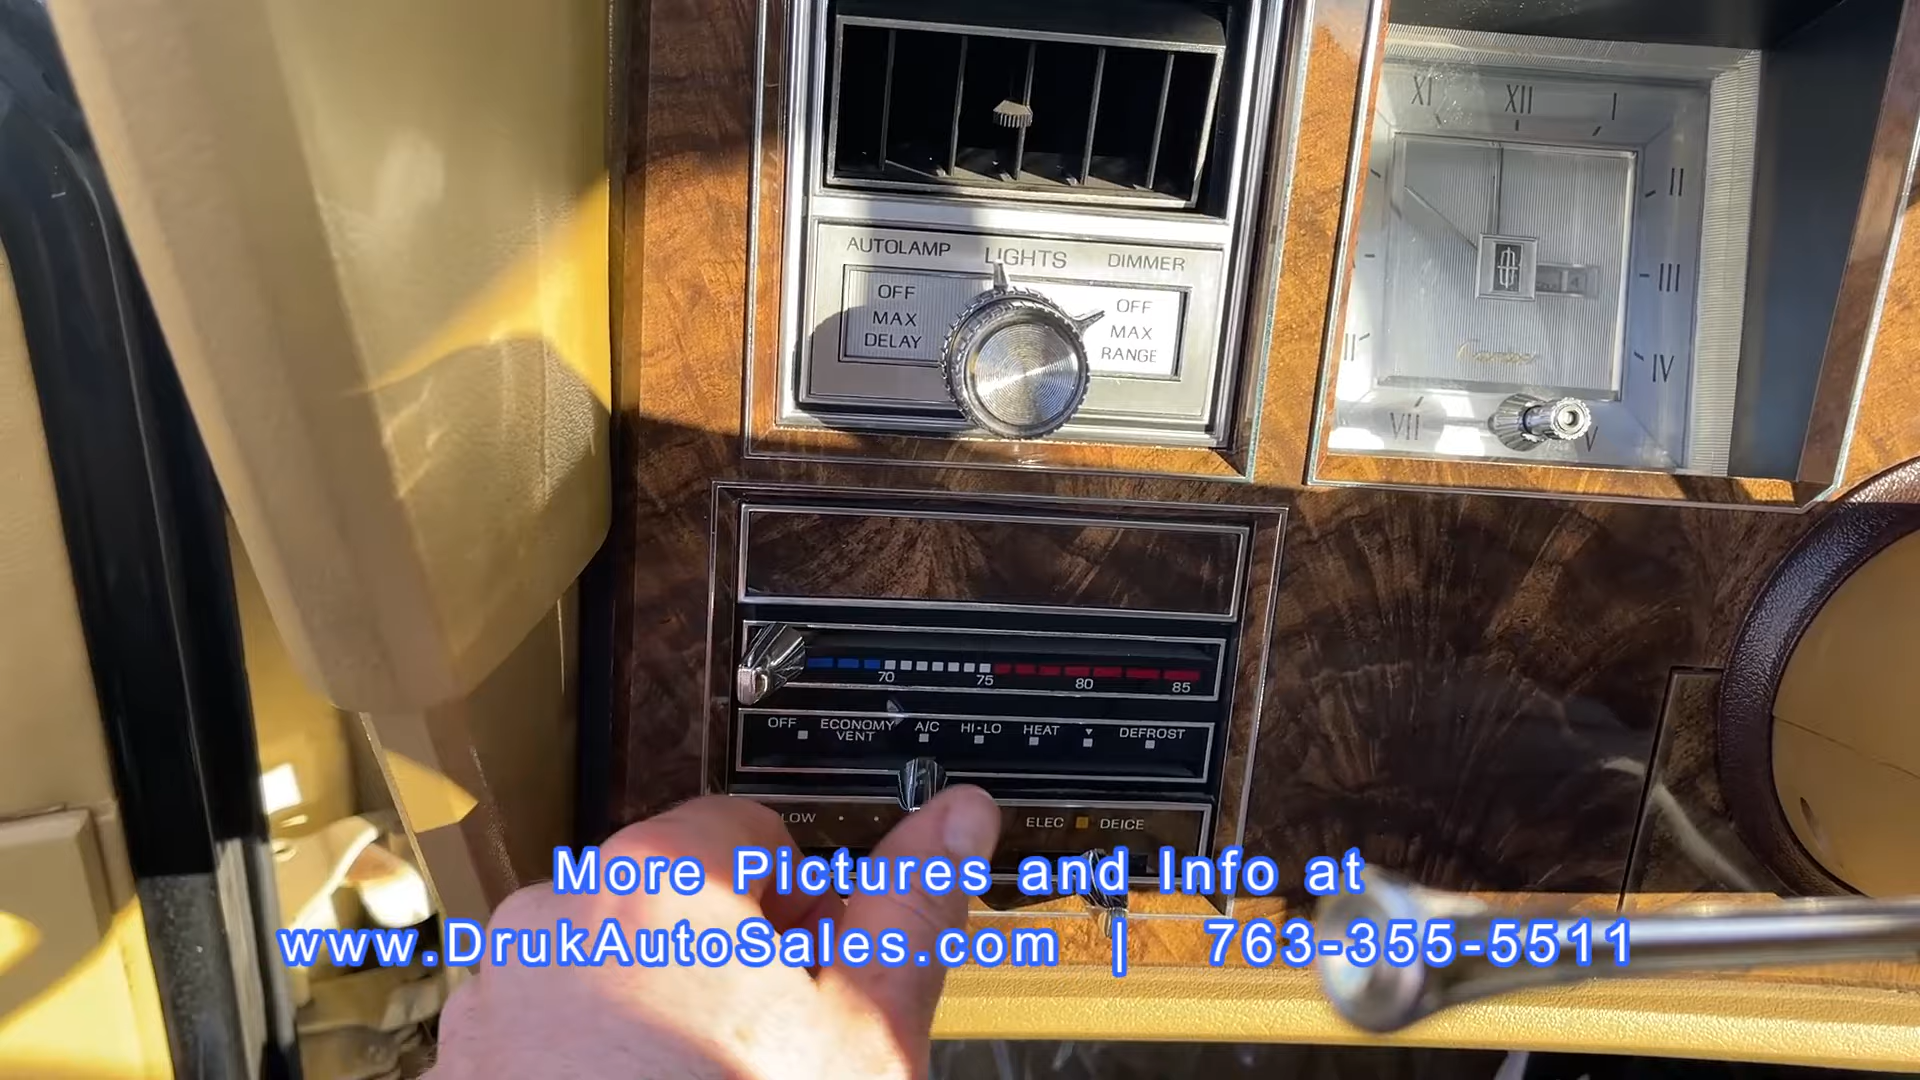 AUTOLAMP LIGHTS DIMMER
OFF
MAX
DELAY
OFF
MAX
RANGE
XI XII I
II
III
IV
V
VII
Cartier
70 75 80 85
OFF ECONOMY VENT A/C HI-LO HEAT DEFROST
LOW ELEC DEICE
More Pictures and Info at
www.DrukAutoSales.com | 763-355-5511